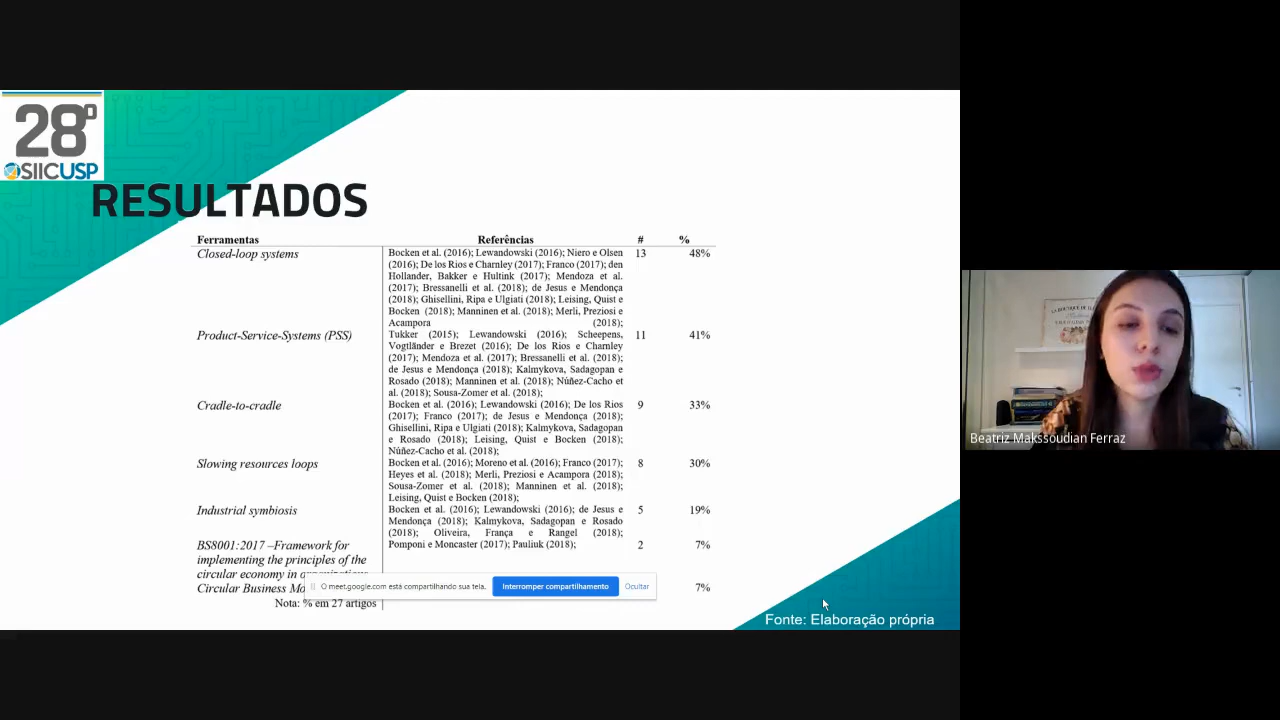 28º
SIICUSP
RESULTADOS
Ferramentas Referências # %
Closed-loop systems Bocken et al. (2016); Lewandowski (2016); Niero e Olsen 13 48%
(2016); De los Rios e Charnley (2017); Franco (2017); den
Hollander, Bakker e Hultink (2017); Mendoza et al.
(2017); Bressanelli et al. (2018); de Jesus e Mendonça
(2018); Ghisellini, Ripa e Ulgiati (2018); Leising, Quist e
Bocken (2018); Manninen et al. (2018); Merli, Preziosi e
Acampora (2018);
Product-Service-Systems (PSS) Tukker (2015); Lewandowski (2016); Scheepens, 11 41%
Vogtländer e Brezet (2016); De los Rios e Charnley
(2017); Mendoza et al. (2017); Bressanelli et al. (2018);
de Jesus e Mendonça (2018); Kalmykova, Sadagopan e
Rosado (2018); Manninen et al. (2018); Núñez-Cacho et
al. (2018); Sousa-Zomer et al. (2018);
Cradle-to-cradle Bocken et al. (2016); Lewandowski (2016); De los Rios 9 33%
(2017); Franco (2017); de Jesus e Mendonça (2018);
Ghisellini, Ripa e Ulgiati (2018); Kalmykova, Sadagopan
e Rosado (2018); Leising, Quist e Bocken (2018);
Núñez-Cacho et al. (2018);
Slowing resources loops Bocken et al. (2016); Moreno et al. (2016); Franco (2017); 8 30%
Heyes et al. (2018); Merli, Preziosi e Acampora (2018);
Sousa-Zomer et al. (2018); Manninen et al. (2018);
Leising, Quist e Bocken (2018);
Industrial symbiosis Bocken et al. (2016); Lewandowski (2016); de Jesus e 5 19%
Mendonça (2018); Kalmykova, Sadagopan e Rosado
(2018); Oliveira, França e Rangel (2018);
BS8001:2017 –Framework for Pomponi e Moncaster (2017); Pauliuk (2018); 2 7%
implementing the principles of the
circular economy in organizations
Circular Business Mo 7%
O meet.google.com está compartilhando sua tela. Interromper compartilhamento Ocultar
Nota: % em 27 artigos
Fonte: Elaboração própria
Beatriz Makssoudian Ferraz